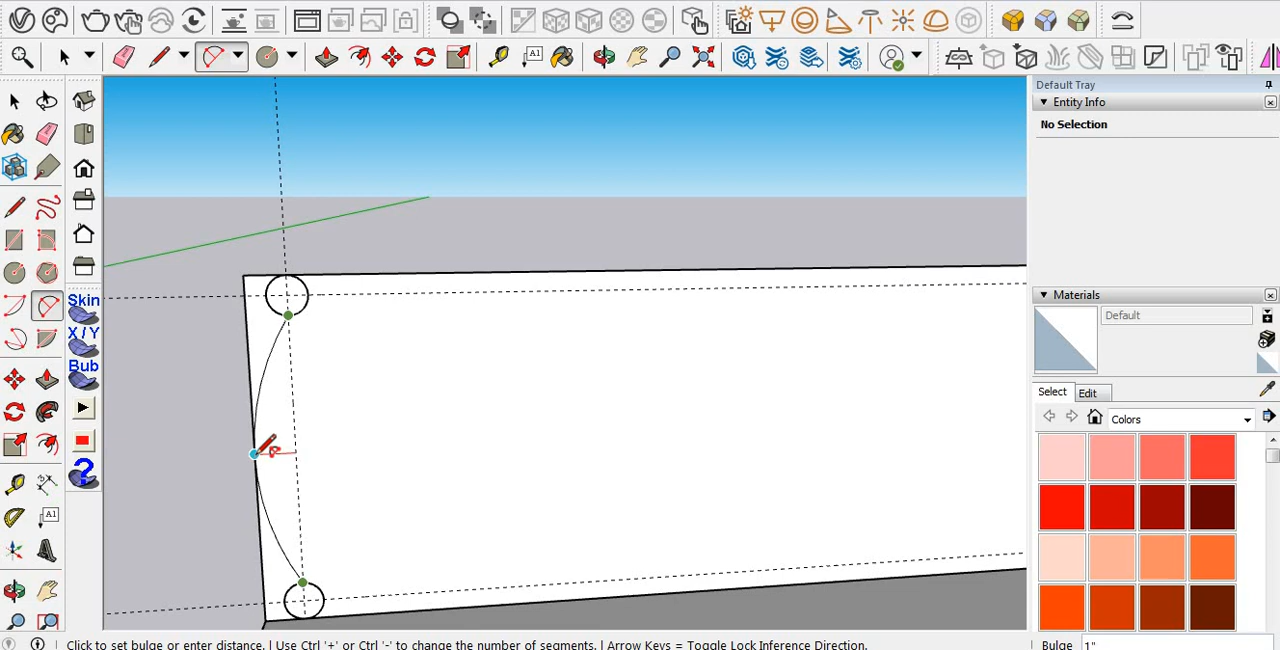 Default Tray
Entity Info
No Selection
Materials
Default
Select
Edit
Colors
Skin
X / Y
Bub
?
A1
A1
Click to set bulge or enter distance. | Use Ctrl '+' or Ctrl '-' to change the number of segments. | Arrow Keys = Toggle Lock Inference Direction.
Bulge
1"